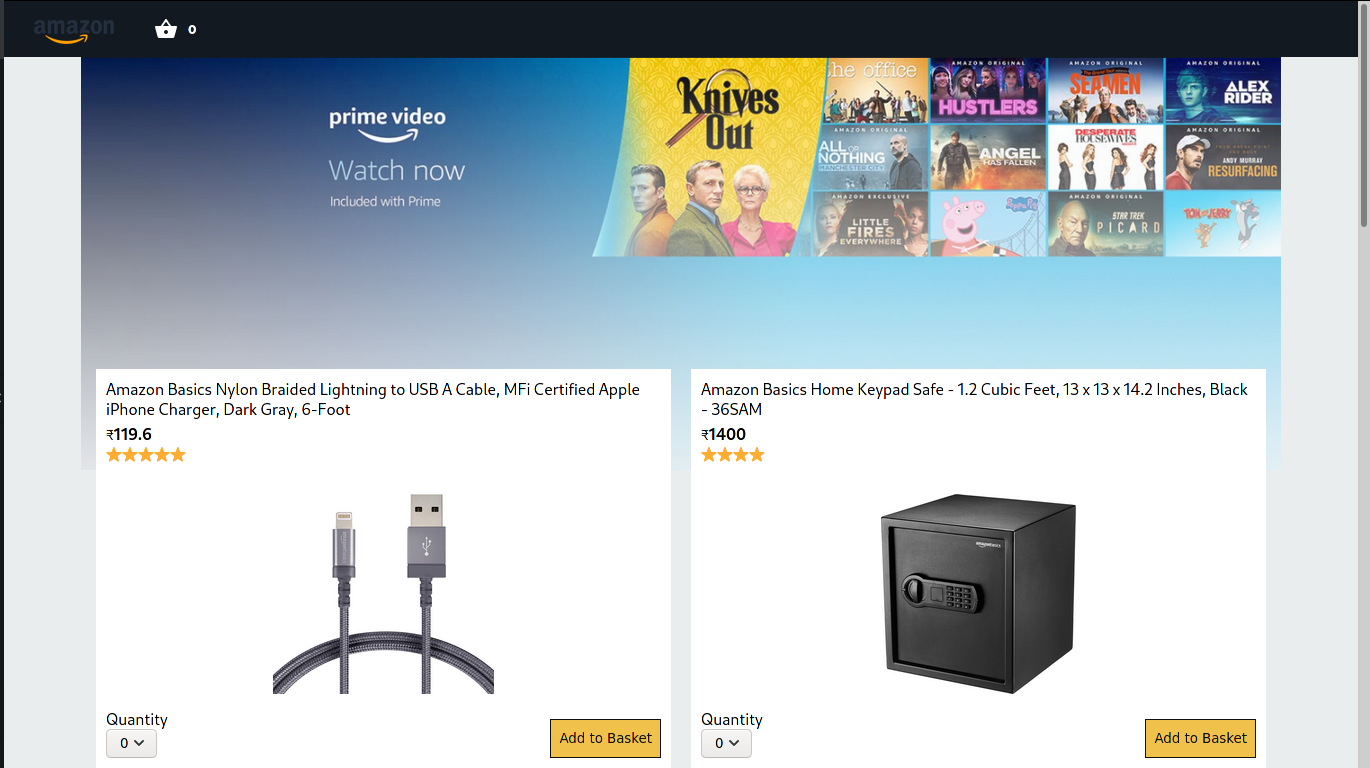 amazon
0
prime video
Watch now
Included with Prime
Knives
Out
the office
AMAZON ORIGINAL
HUSTLERS
AMAZON ORIGINAL
SEAMEN
AMAZON ORIGINAL
ALEX
RIDER
AMAZON ORIGINAL
ALL OR
NOTHING
MANCHESTER CITY
ANGEL
HAS FALLEN
DESPERATE
HOUSEWIVES
ANDY MURRAY
RESURFACING
AMAZON EXCLUSIVE
LITTLE
FIRES
EVERYWHERE
Peppa Pig
AMAZON ORIGINAL
STAR TREK
PICARD
TOM and JERRY
Amazon Basics Nylon Braided Lightning to USB A Cable, MFi Certified Apple
iPhone Charger, Dark Gray, 6-Foot
₹119.6
Quantity
0
Add to Basket
Amazon Basics Home Keypad Safe - 1.2 Cubic Feet, 13 x 13 x 14.2 Inches, Black
- 36SAM
₹1400
amazonbasics
Quantity
0
Add to Basket